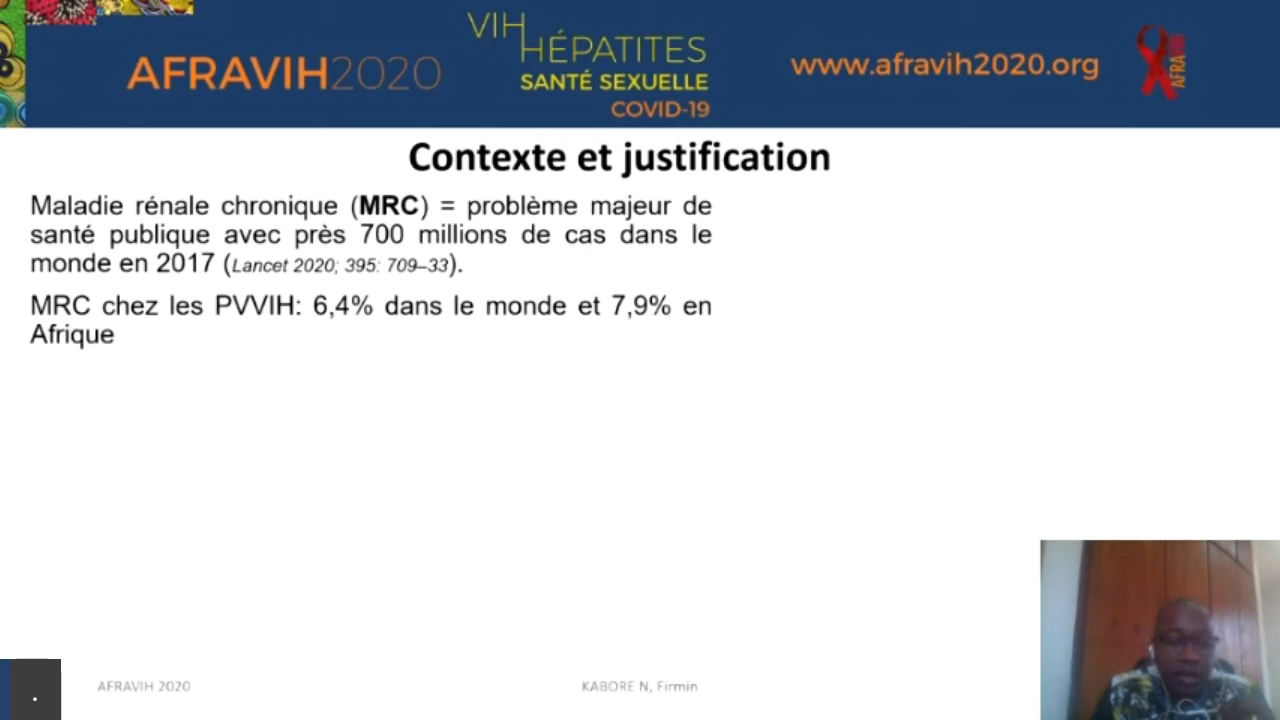 AFRAVIH2020
VIH
HÉPATITES
SANTÉ SEXUELLE
COVID-19
www.afravih2020.org
AFRAVIH
Contexte et justification
Maladie rénale chronique (MRC) = problème majeur de
santé publique avec près 700 millions de cas dans le
monde en 2017 (Lancet 2020; 395: 709–33).
MRC chez les PVVIH: 6,4% dans le monde et 7,9% en
Afrique
AFRAVIH 2020
KABORE N, Firmin